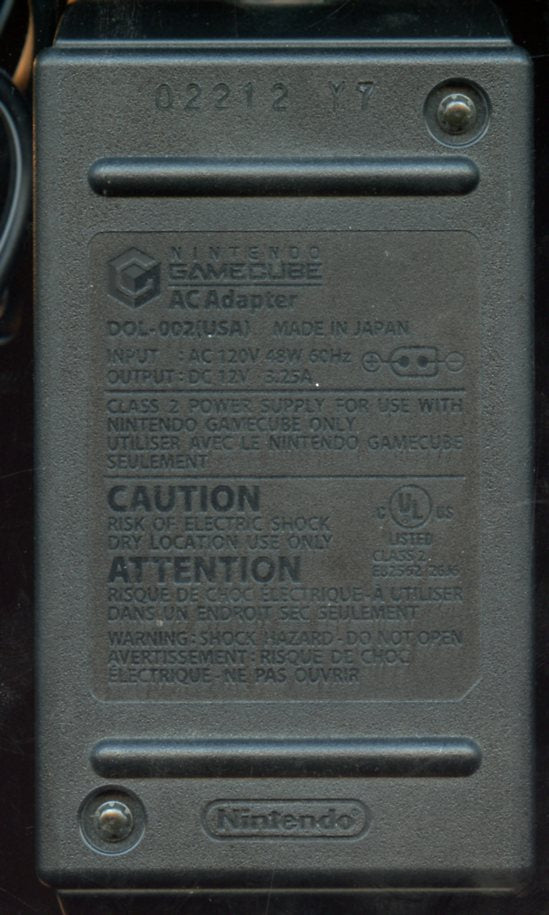 02212 Y7
NINTENDO
GAMECUBE
AC Adapter
DOL-002(USA) MADE IN JAPAN
INPUT : AC 120V 48W 60Hz
OUTPUT : DC 12V 3.25A
CLASS 2 POWER SUPPLY FOR USE WITH
NINTENDO GAMECUBE ONLY
UTILISER AVEC LE NINTENDO GAMECUBE
SEULEMENT
CAUTION
RISK OF ELECTRIC SHOCK
DRY LOCATION USE ONLY
C UL US
LISTED
CLASS 2
ATTENTION
RISQUE DE CHOC ÉLECTRIQUE-À UTILISER
DANS UN ENDROIT SEC SEULEMENT
WARNING : SHOCK HAZARD-DO NOT OPEN
AVERTISSEMENT : RISQUE DE CHOC
ÉLECTRIQUE-NE PAS OUVRIR
Nintendo